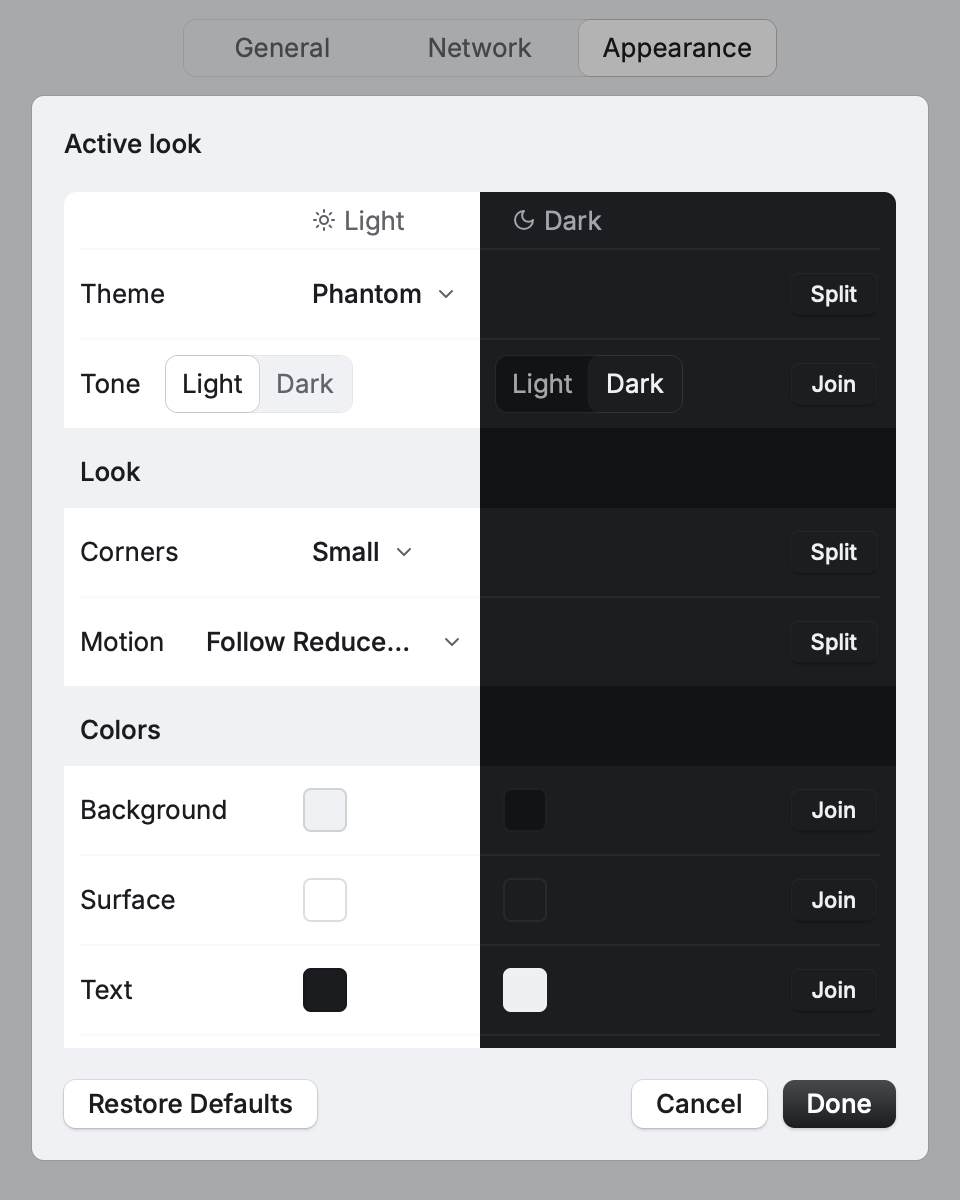 General Network Appearance
Active look
Light Dark
Theme Phantom Split
Tone Light Dark Light Dark Join
Look
Corners Small Split
Motion Follow Reduce... Split
Colors
Background Join
Surface Join
Text Join
Restore Defaults Cancel Done